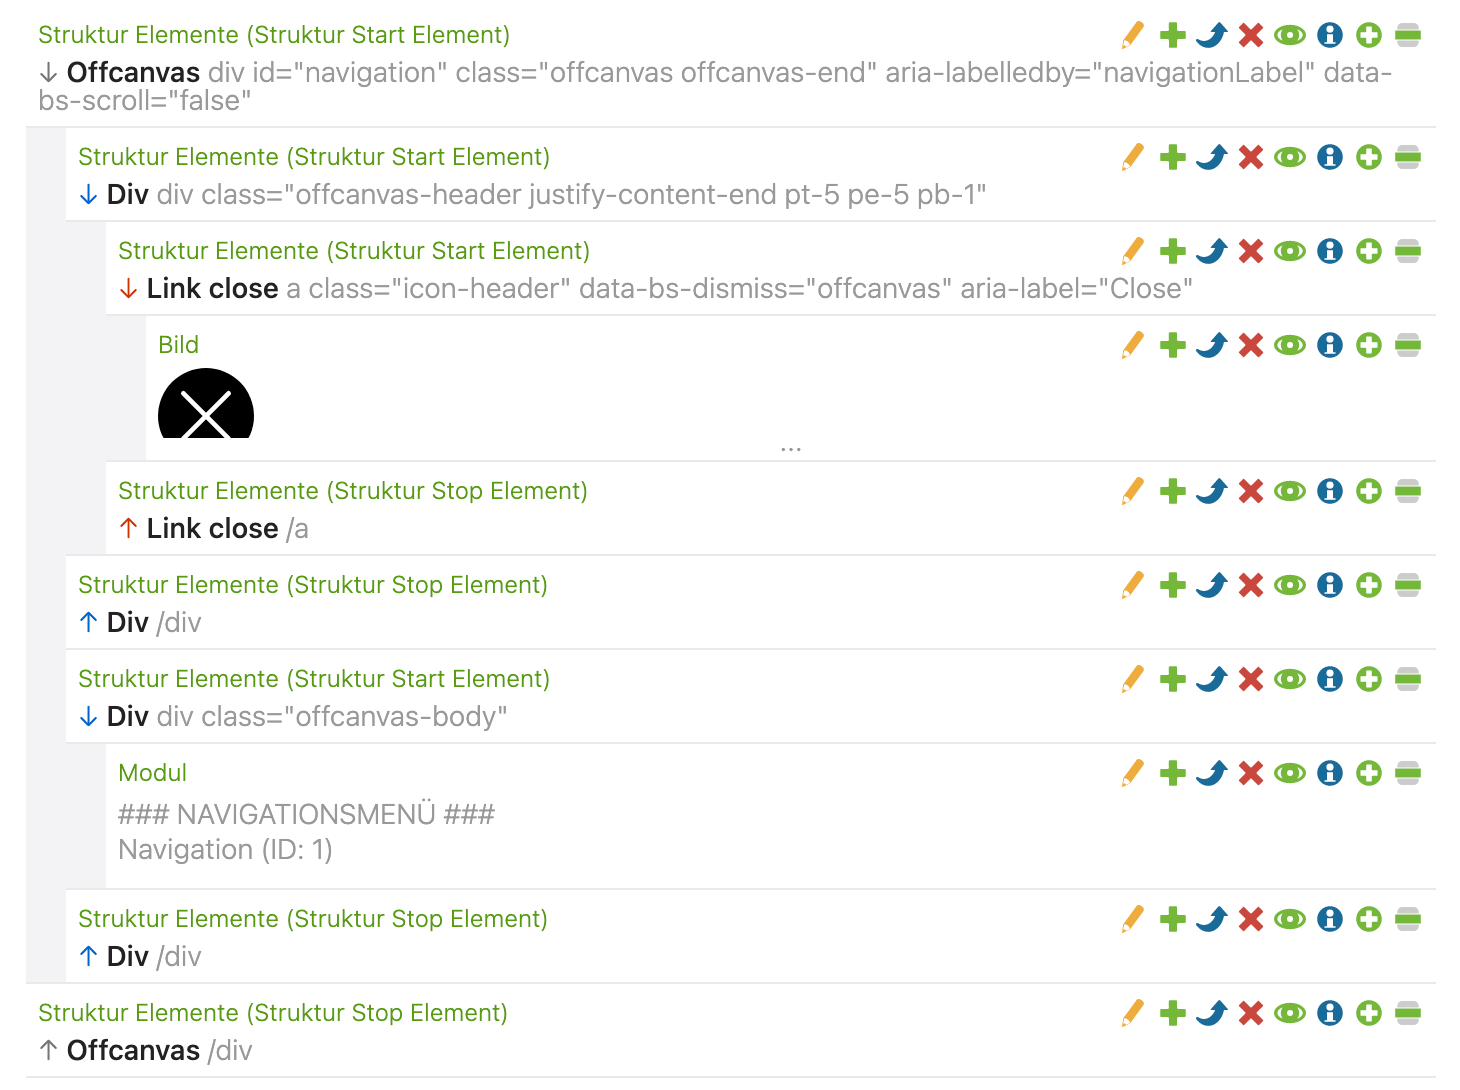 Struktur Elemente (Struktur Start Element)
↓ Offcanvas div id="navigation" class="offcanvas offcanvas-end" aria-labelledby="navigationLabel" data-
bs-scroll="false"
Struktur Elemente (Struktur Start Element)
↓ Div div class="offcanvas-header justify-content-end pt-5 pe-5 pb-1"
Struktur Elemente (Struktur Start Element)
↓ Link close a class="icon-header" data-bs-dismiss="offcanvas" aria-label="Close"
Bild
...
Struktur Elemente (Struktur Stop Element)
↑ Link close /a
Struktur Elemente (Struktur Stop Element)
↑ Div /div
Struktur Elemente (Struktur Start Element)
↓ Div div class="offcanvas-body"
Modul
### NAVIGATIONSMENÜ ###
Navigation (ID: 1)
Struktur Elemente (Struktur Stop Element)
↑ Div /div
Struktur Elemente (Struktur Stop Element)
↑ Offcanvas /div